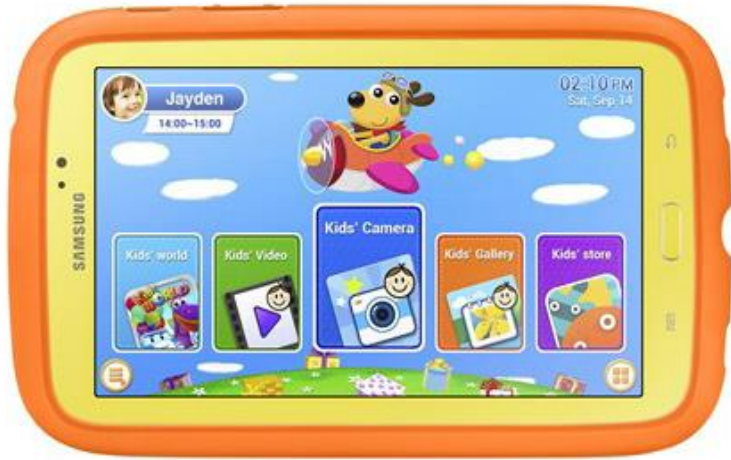 Jayden
14:00~15:00
02:10 PM
Sat, Sep 14
SAMSUNG
Kids' world
Kids' Video
Kids' Camera
Kids' Gallery
Kids' store